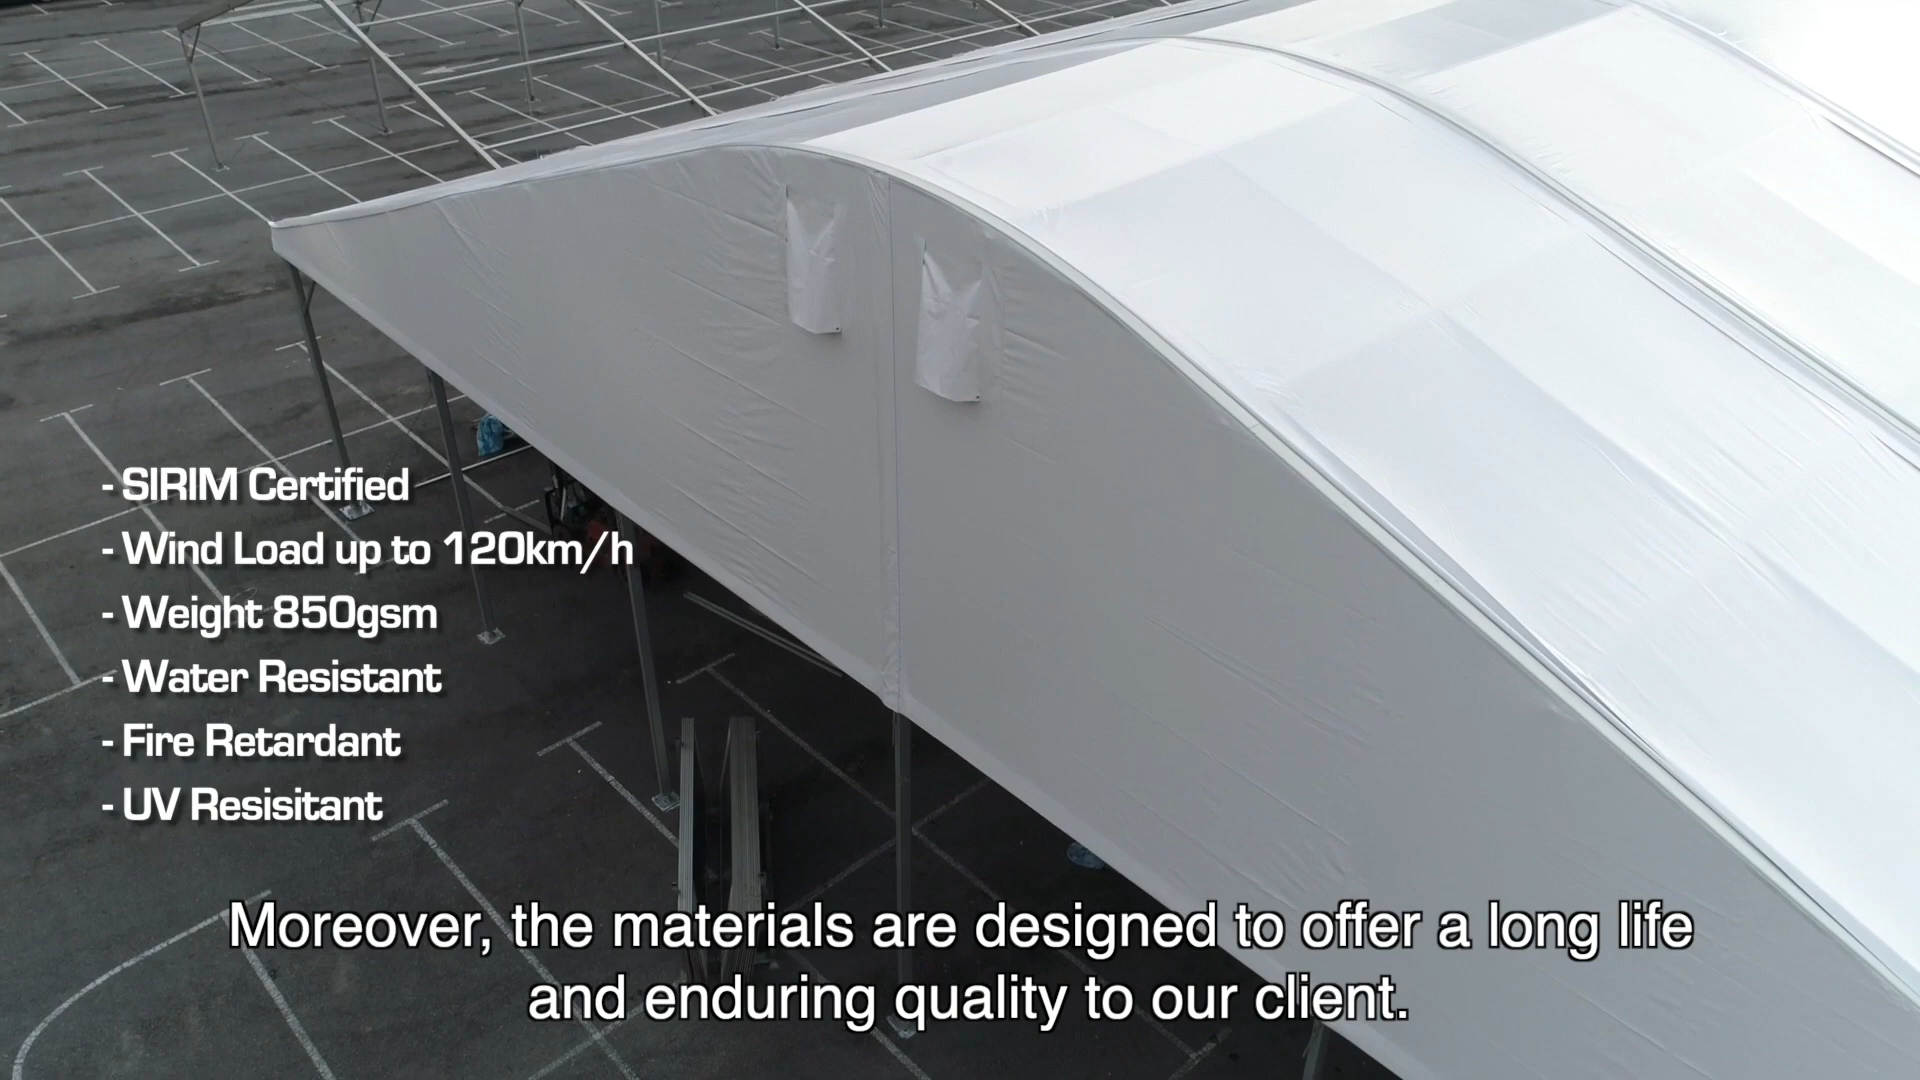 - SIRIM Certified
- Wind Load up to 120km/h
- Weight 850gsm
- Water Resistant
- Fire Retardant
- UV Resisitant
Moreover, the materials are designed to offer a long life
and enduring quality to our client.